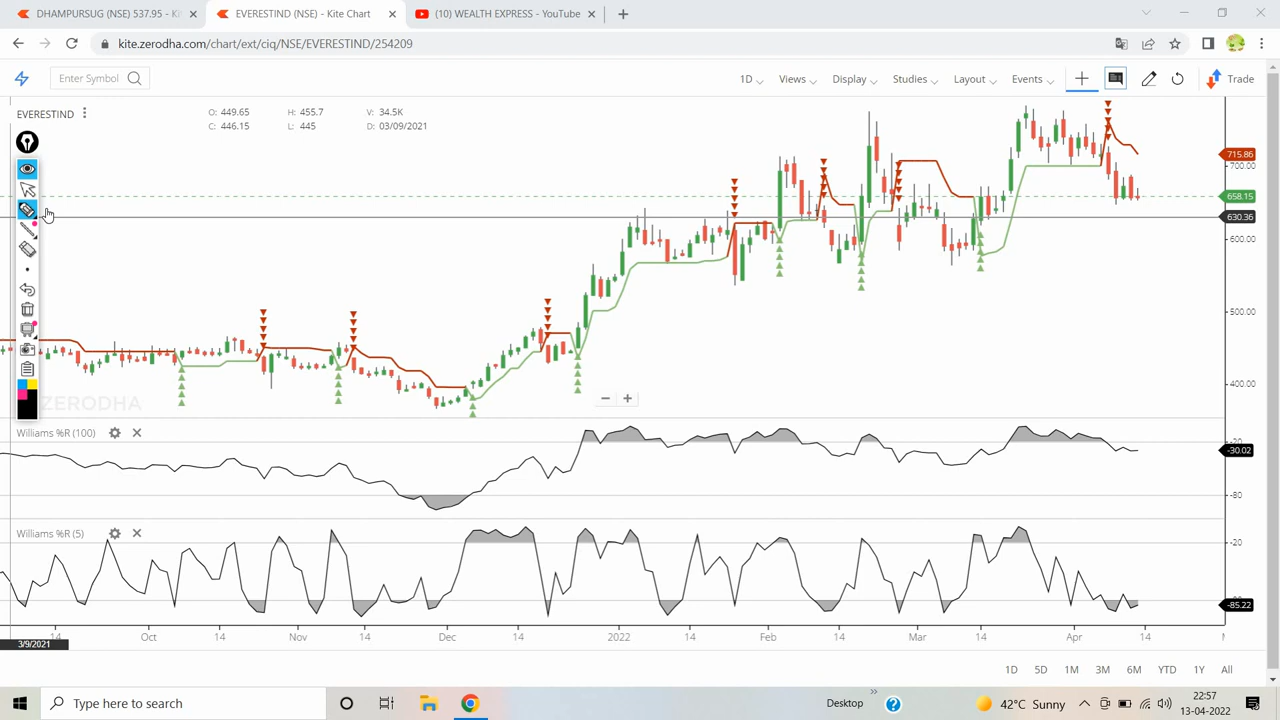 DHAMPURSUG (NSE) 537.95 - Ki
EVERESTIND (NSE) - Kite Chart
(10) WEALTH EXPRESS - YouTube
kite.zerodha.com/chart/ext/ciq/NSE/EVERESTIND/254209
Enter Symbol
1D
Views
Display
Studies
Layout
Events
Trade
EVERESTIND
O: 449.65 H: 455.7 V: 34.5K
C: 446.15 L: 445 D: 03/09/2021
715.86
700.00
658.15
630.36
600.00
500.00
400.00
ZERODHA
Williams %R (100)
-20
-30.02
-80
Williams %R (5)
-20
-85.22
14 Oct 14 Nov 14 Dec 14 2022 14 Feb 14 Mar 14 Apr 14
3/9/2021
1D 5D 1M 3M 6M YTD 1Y All
Type here to search
Desktop
42°C Sunny
22:57
13-04-2022